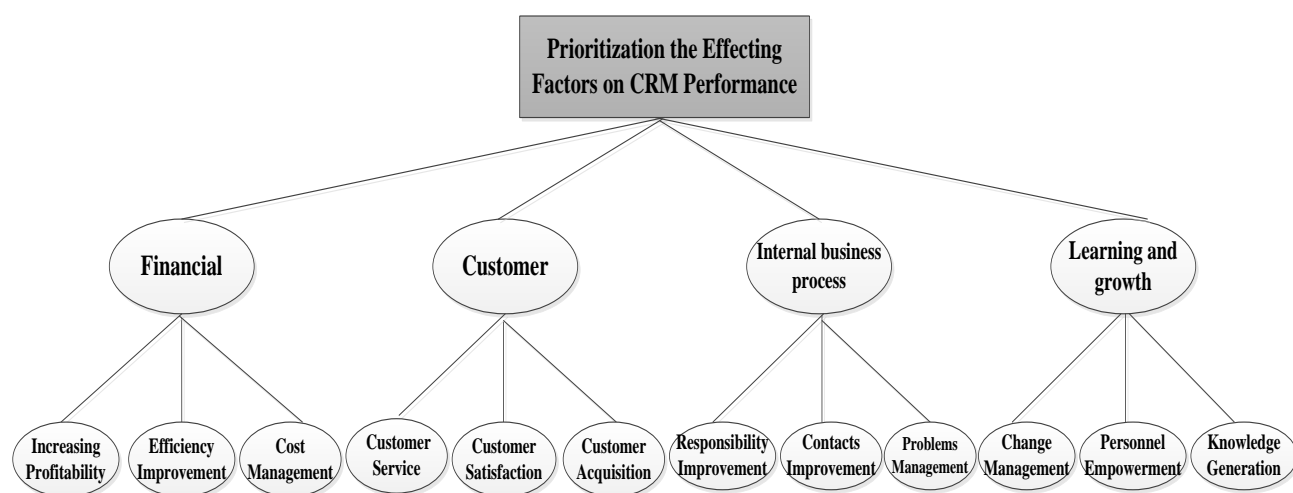 Prioritization the Effecting
Factors on CRM Performance
Financial
Customer
Internal business
process
Learning and
growth
Increasing
Profitability
Efficiency
Improvement
Cost
Management
Customer
Service
Customer
Satisfaction
Customer
Acquisition
Responsibility
Improvement
Contacts
Improvement
Problems
Management
Change
Management
Personnel
Empowerment
Knowledge
Generation